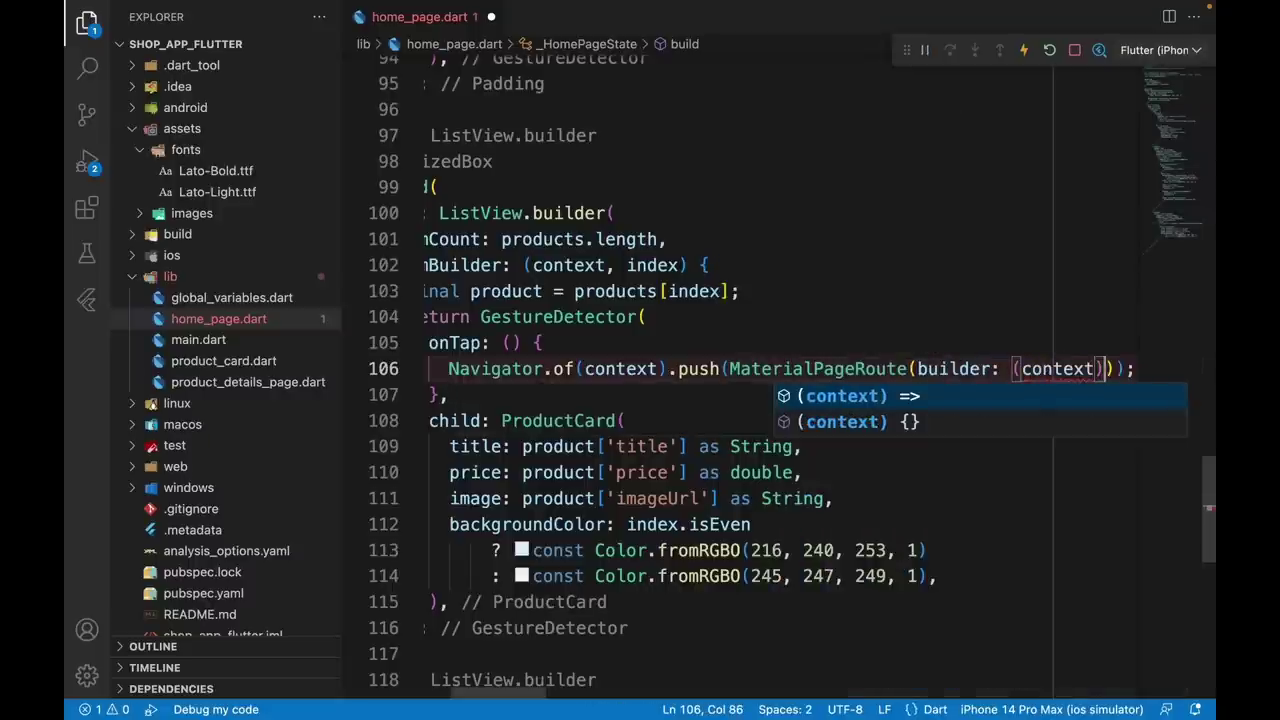 EXPLORER
home_page.dart 1
SHOP_APP_FLUTTER
lib > home_page.dart > _HomePageState > build
Flutter (iPhon
.dart_tool
.idea
android
assets
fonts
Lato-Bold.ttf
Lato-Light.ttf
images
build
ios
lib
global_variables.dart
home_page.dart 1
main.dart
product_card.dart
product_details_page.dart
linux
macos
test
web
windows
.gitignore
.metadata
analysis_options.yaml
pubspec.lock
pubspec.yaml
README.md
shop_app_flutter.iml
OUTLINE
TIMELINE
DEPENDENCIES
1
2
94 ), // GestureDetector
95 // Padding
96
97 ListView.builder
98 izedBox
99 d(
100 : ListView.builder(
101 mCount: products.length,
102 mBuilder: (context, index) {
103 inal product = products[index];
104 eturn GestureDetector(
105 onTap: () {
106 Navigator.of(context).push(MaterialPageRoute(builder: (context)));
(context) =>
(context) {}
107 },
108 child: ProductCard(
109 title: product['title'] as String,
110 price: product['price'] as double,
111 image: product['imageUrl'] as String,
112 backgroundColor: index.isEven
113 ? const Color.fromRGBO(216, 240, 253, 1)
114 : const Color.fromRGBO(245, 247, 249, 1),
115 ), // ProductCard
116 ; // GestureDetector
117
118 ListView.builder
1 0 Debug my code
Ln 106, Col 86 Spaces: 2 UTF-8 LF {} Dart iPhone 14 Pro Max (ios simulator)